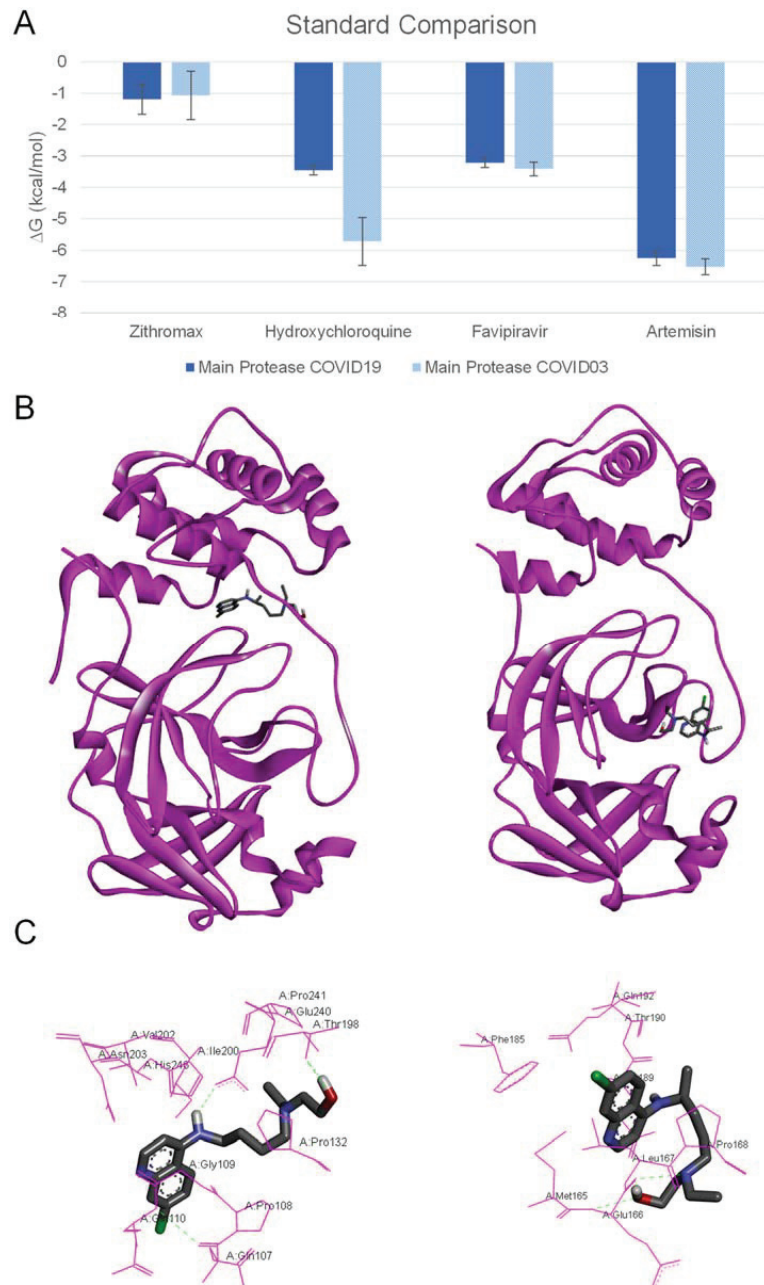 A
Standard Comparison
0
-1
-2
-3
-4
-5
-6
-7
-8
ΔG (kcal/mol)
Zithromax Hydroxychloroquine Favipiravir Artemisin
Main Protease COVID19 Main Protease COVID03
B
C
A:Pro241
A:Glu240
A:Thr198
A:Val202
A:Asn203
A:Ile200
A:His246
A:Pro132
A:Gly109
A:Pro108
A:Gln107
A:Gln192
A:Thr190
A:Phe185
A:Pro168
A:Leu167
A:Met165
A:Glu166